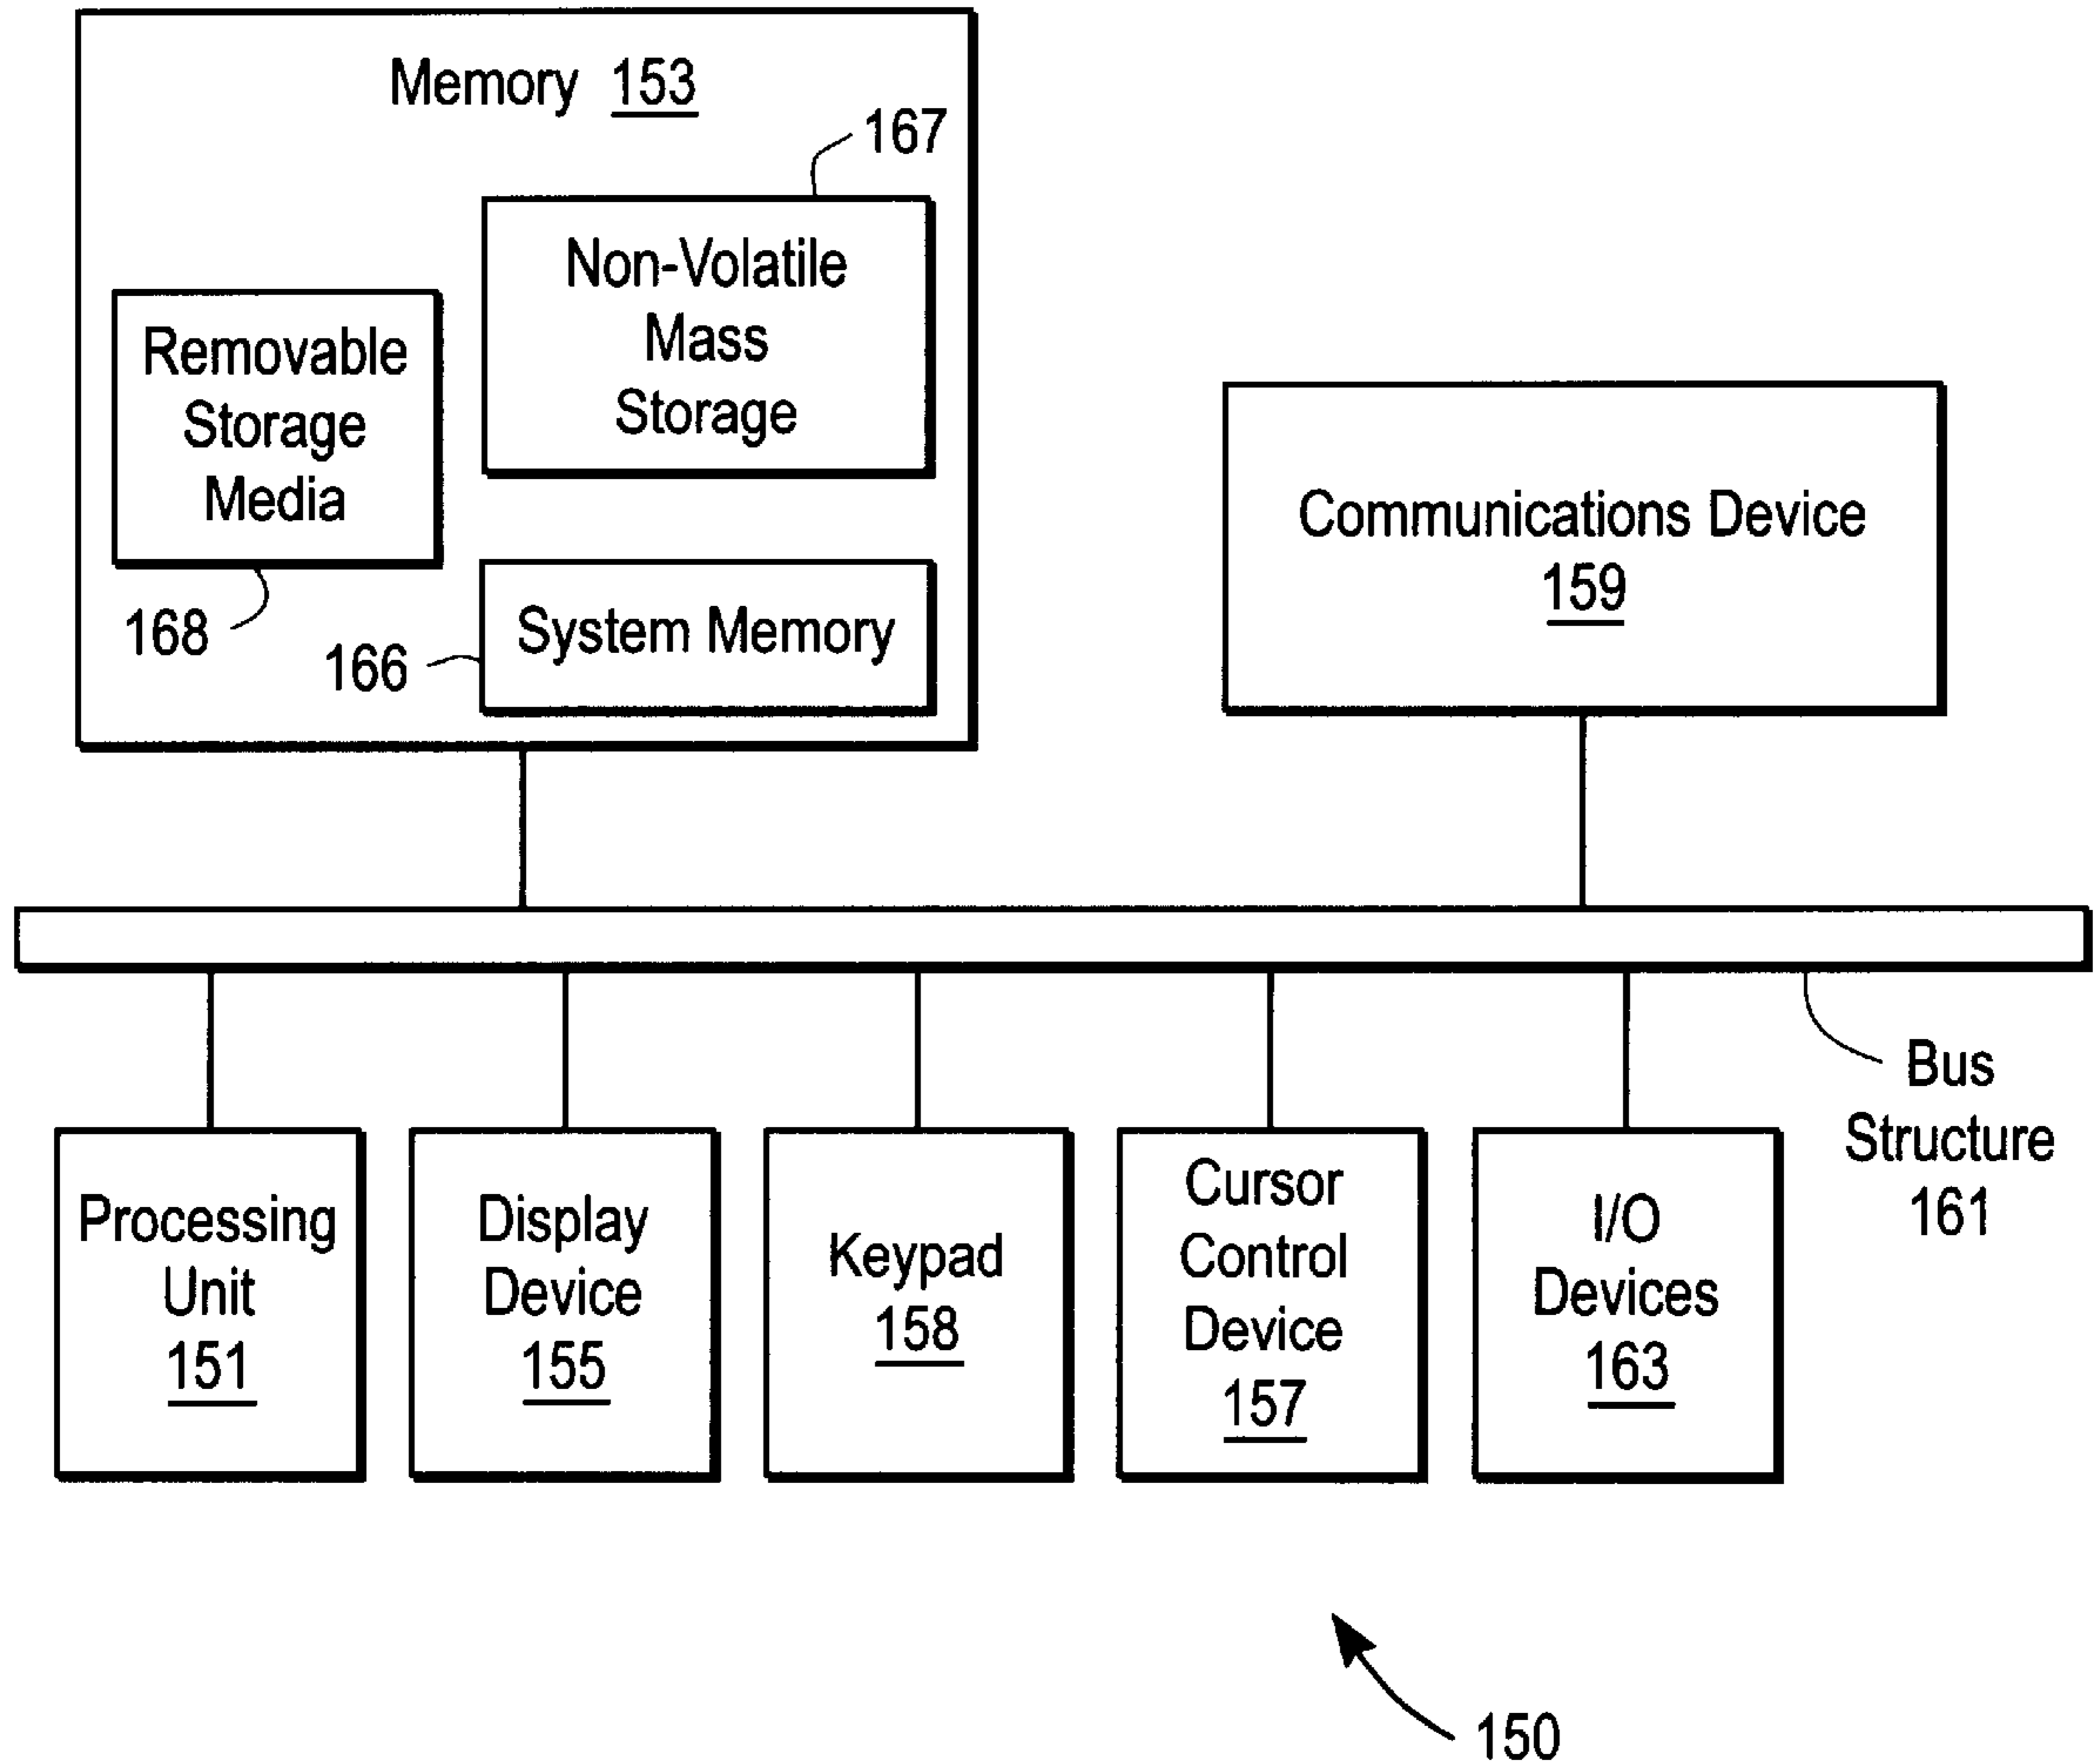 Memory 153
167
Non-Volatile
Mass
Storage
Removable
Storage
Media
168
System Memory
166
Communications Device
159
Bus
Structure
161
Processing
Unit
151
Display
Device
155
Keypad
158
Cursor
Control
Device
157
I/O
Devices
163
150